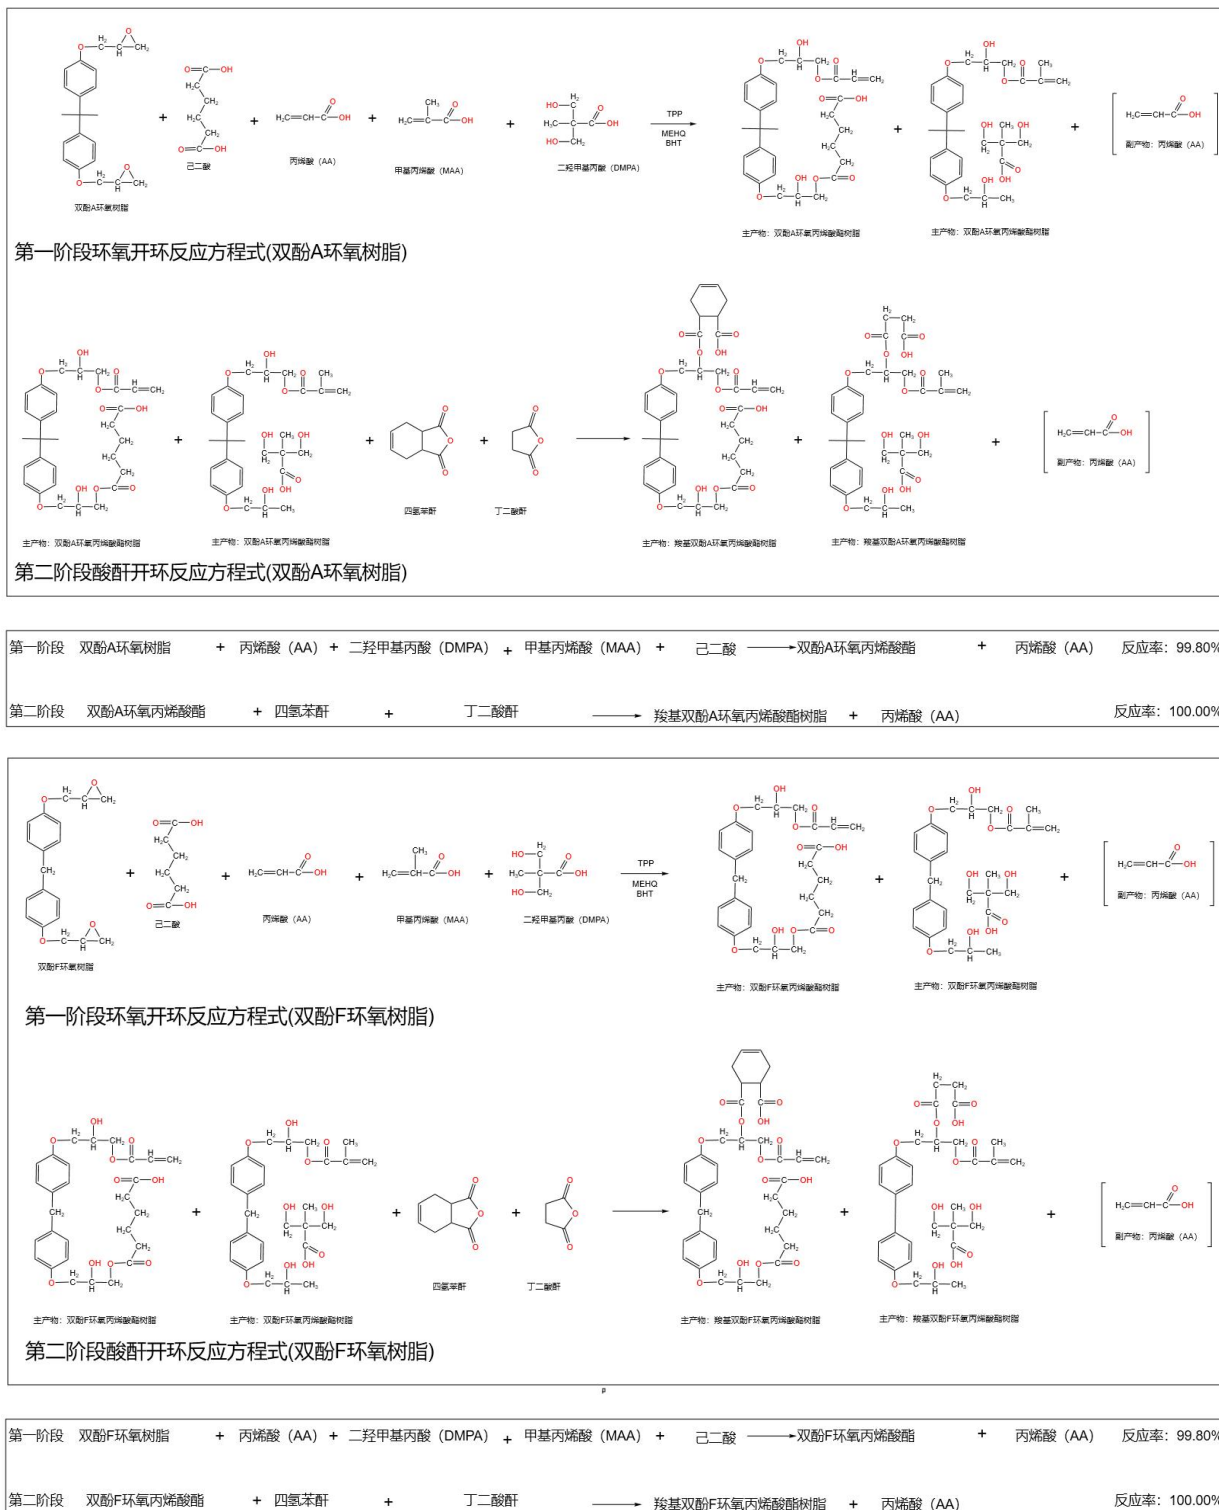 双酚A环氧树脂
己二酸
丙烯酸（AA）
甲基丙烯酸（MAA）
二羟甲基丙酸（DMPA）
TPP
MEHQ
BHT
主产物：双酚A环氧丙烯酸酯树脂
主产物：双酚A环氧丙烯酸酯树脂
副产物：丙烯酸（AA）
第一阶段环氧开环反应方程式(双酚A环氧树脂)
主产物：双酚A环氧丙烯酸酯树脂
主产物：双酚A环氧丙烯酸酯树脂
四氢苯酐
丁二酸酐
主产物：羧基双酚A环氧丙烯酸酯树脂
主产物：羧基双酚A环氧丙烯酸酯树脂
副产物：丙烯酸（AA）
第二阶段酸酐开环反应方程式(双酚A环氧树脂)
第一阶段 双酚A环氧树脂 + 丙烯酸（AA） + 二羟甲基丙酸（DMPA） + 甲基丙烯酸（MAA） + 己二酸 → 双酚A环氧丙烯酸酯 + 丙烯酸（AA） 反应率：99.80%
第二阶段 双酚A环氧丙烯酸酯 + 四氢苯酐 + 丁二酸酐 → 羧基双酚A环氧丙烯酸酯树脂 + 丙烯酸（AA） 反应率：100.00%
双酚F环氧树脂
己二酸
丙烯酸（AA）
甲基丙烯酸（MAA）
二羟甲基丙酸（DMPA）
TPP
MEHQ
BHT
主产物：双酚F环氧丙烯酸酯树脂
主产物：双酚F环氧丙烯酸酯树脂
副产物：丙烯酸（AA）
第一阶段环氧开环反应方程式(双酚F环氧树脂)
主产物：双酚F环氧丙烯酸酯树脂
主产物：双酚F环氧丙烯酸酯树脂
四氢苯酐
丁二酸酐
主产物：羧基双酚F环氧丙烯酸酯树脂
主产物：羧基双酚F环氧丙烯酸酯树脂
副产物：丙烯酸（AA）
第二阶段酸酐开环反应方程式(双酚F环氧树脂)
第一阶段 双酚F环氧树脂 + 丙烯酸（AA） + 二羟甲基丙酸（DMPA） + 甲基丙烯酸（MAA） + 己二酸 → 双酚F环氧丙烯酸酯 + 丙烯酸（AA） 反应率：99.80%
第二阶段 双酚F环氧丙烯酸酯 + 四氢苯酐 + 丁二酸酐 → 羧基双酚F环氧丙烯酸酯树脂 + 丙烯酸（AA） 反应率：100.00%